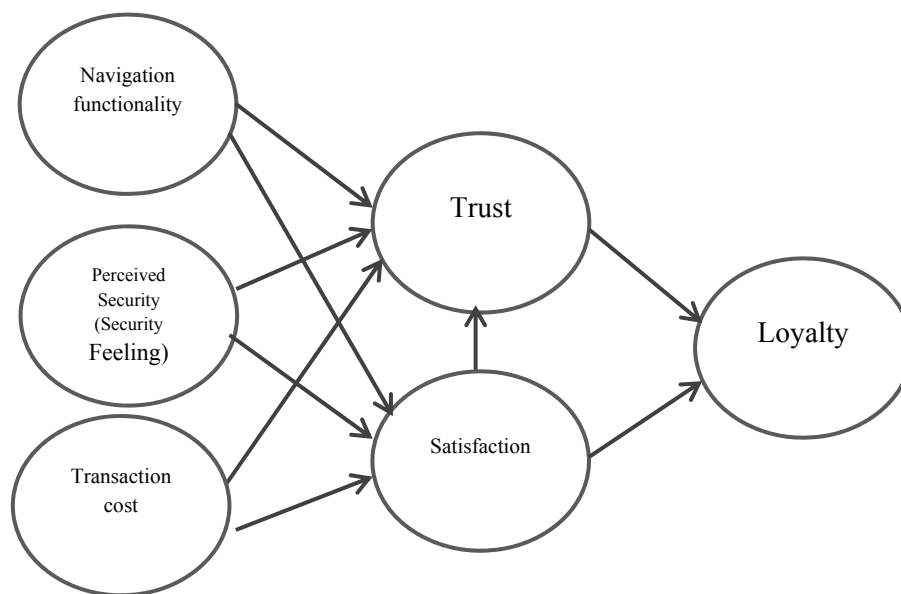 Navigation
functionality
Trust
Perceived
Security
(Security
Feeling)
Loyalty
Satisfaction
Transaction
cost